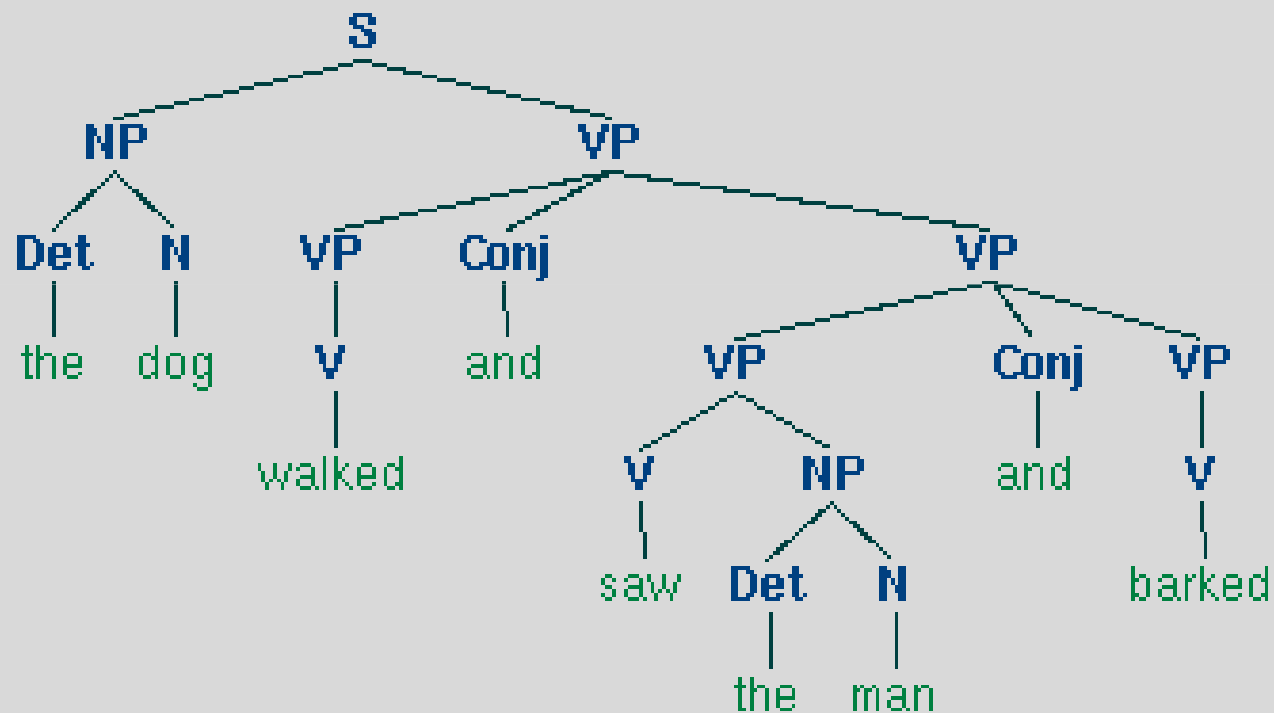 S
NP VP
Det N VP Conj VP
the dog V and VP Conj VP
walked V NP and V
saw Det N barked
the man